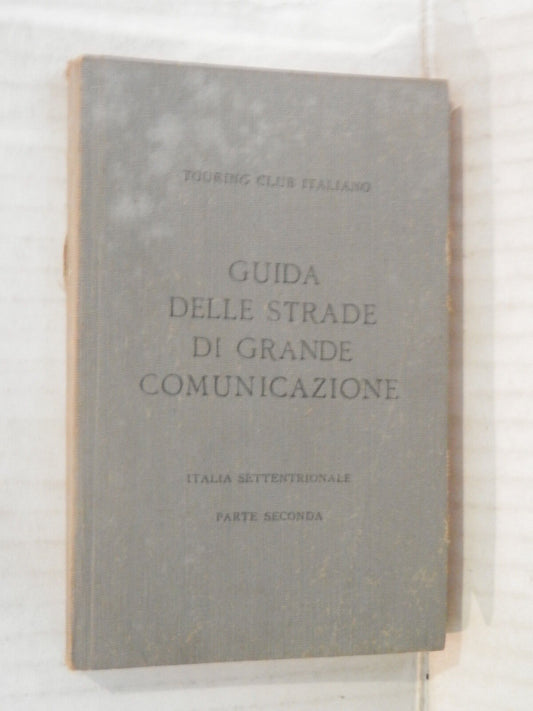 TOURING CLUB ITALIANO
GUIDA
DELLE STRADE
DI GRANDE
COMUNICAZIONE
ITALIA SETTENTRIONALE
PARTE SECONDA